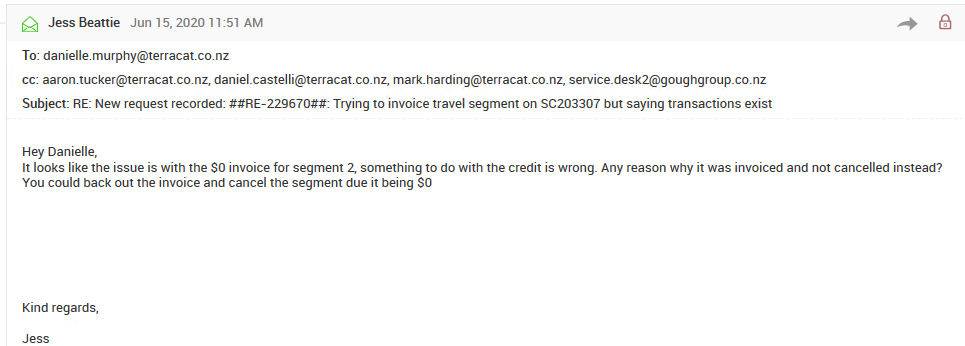 Jess Beattie Jun 15, 2020 11:51 AM
To: danielle.murphy@terracat.co.nz
cc: aaron.tucker@terracat.co.nz, daniel.castelli@terracat.co.nz, mark.harding@terracat.co.nz, service.desk2@goughgroup.co.nz
Subject: RE: New request recorded: ##RE-229670##: Trying to invoice travel segment on SC203307 but saying transactions exist
Hey Danielle,
It looks like the issue is with the $0 invoice for segment 2, something to do with the credit is wrong. Any reason why it was invoiced and not cancelled instead?
You could back out the invoice and cancel the segment due it being $0
Kind regards,
Jess